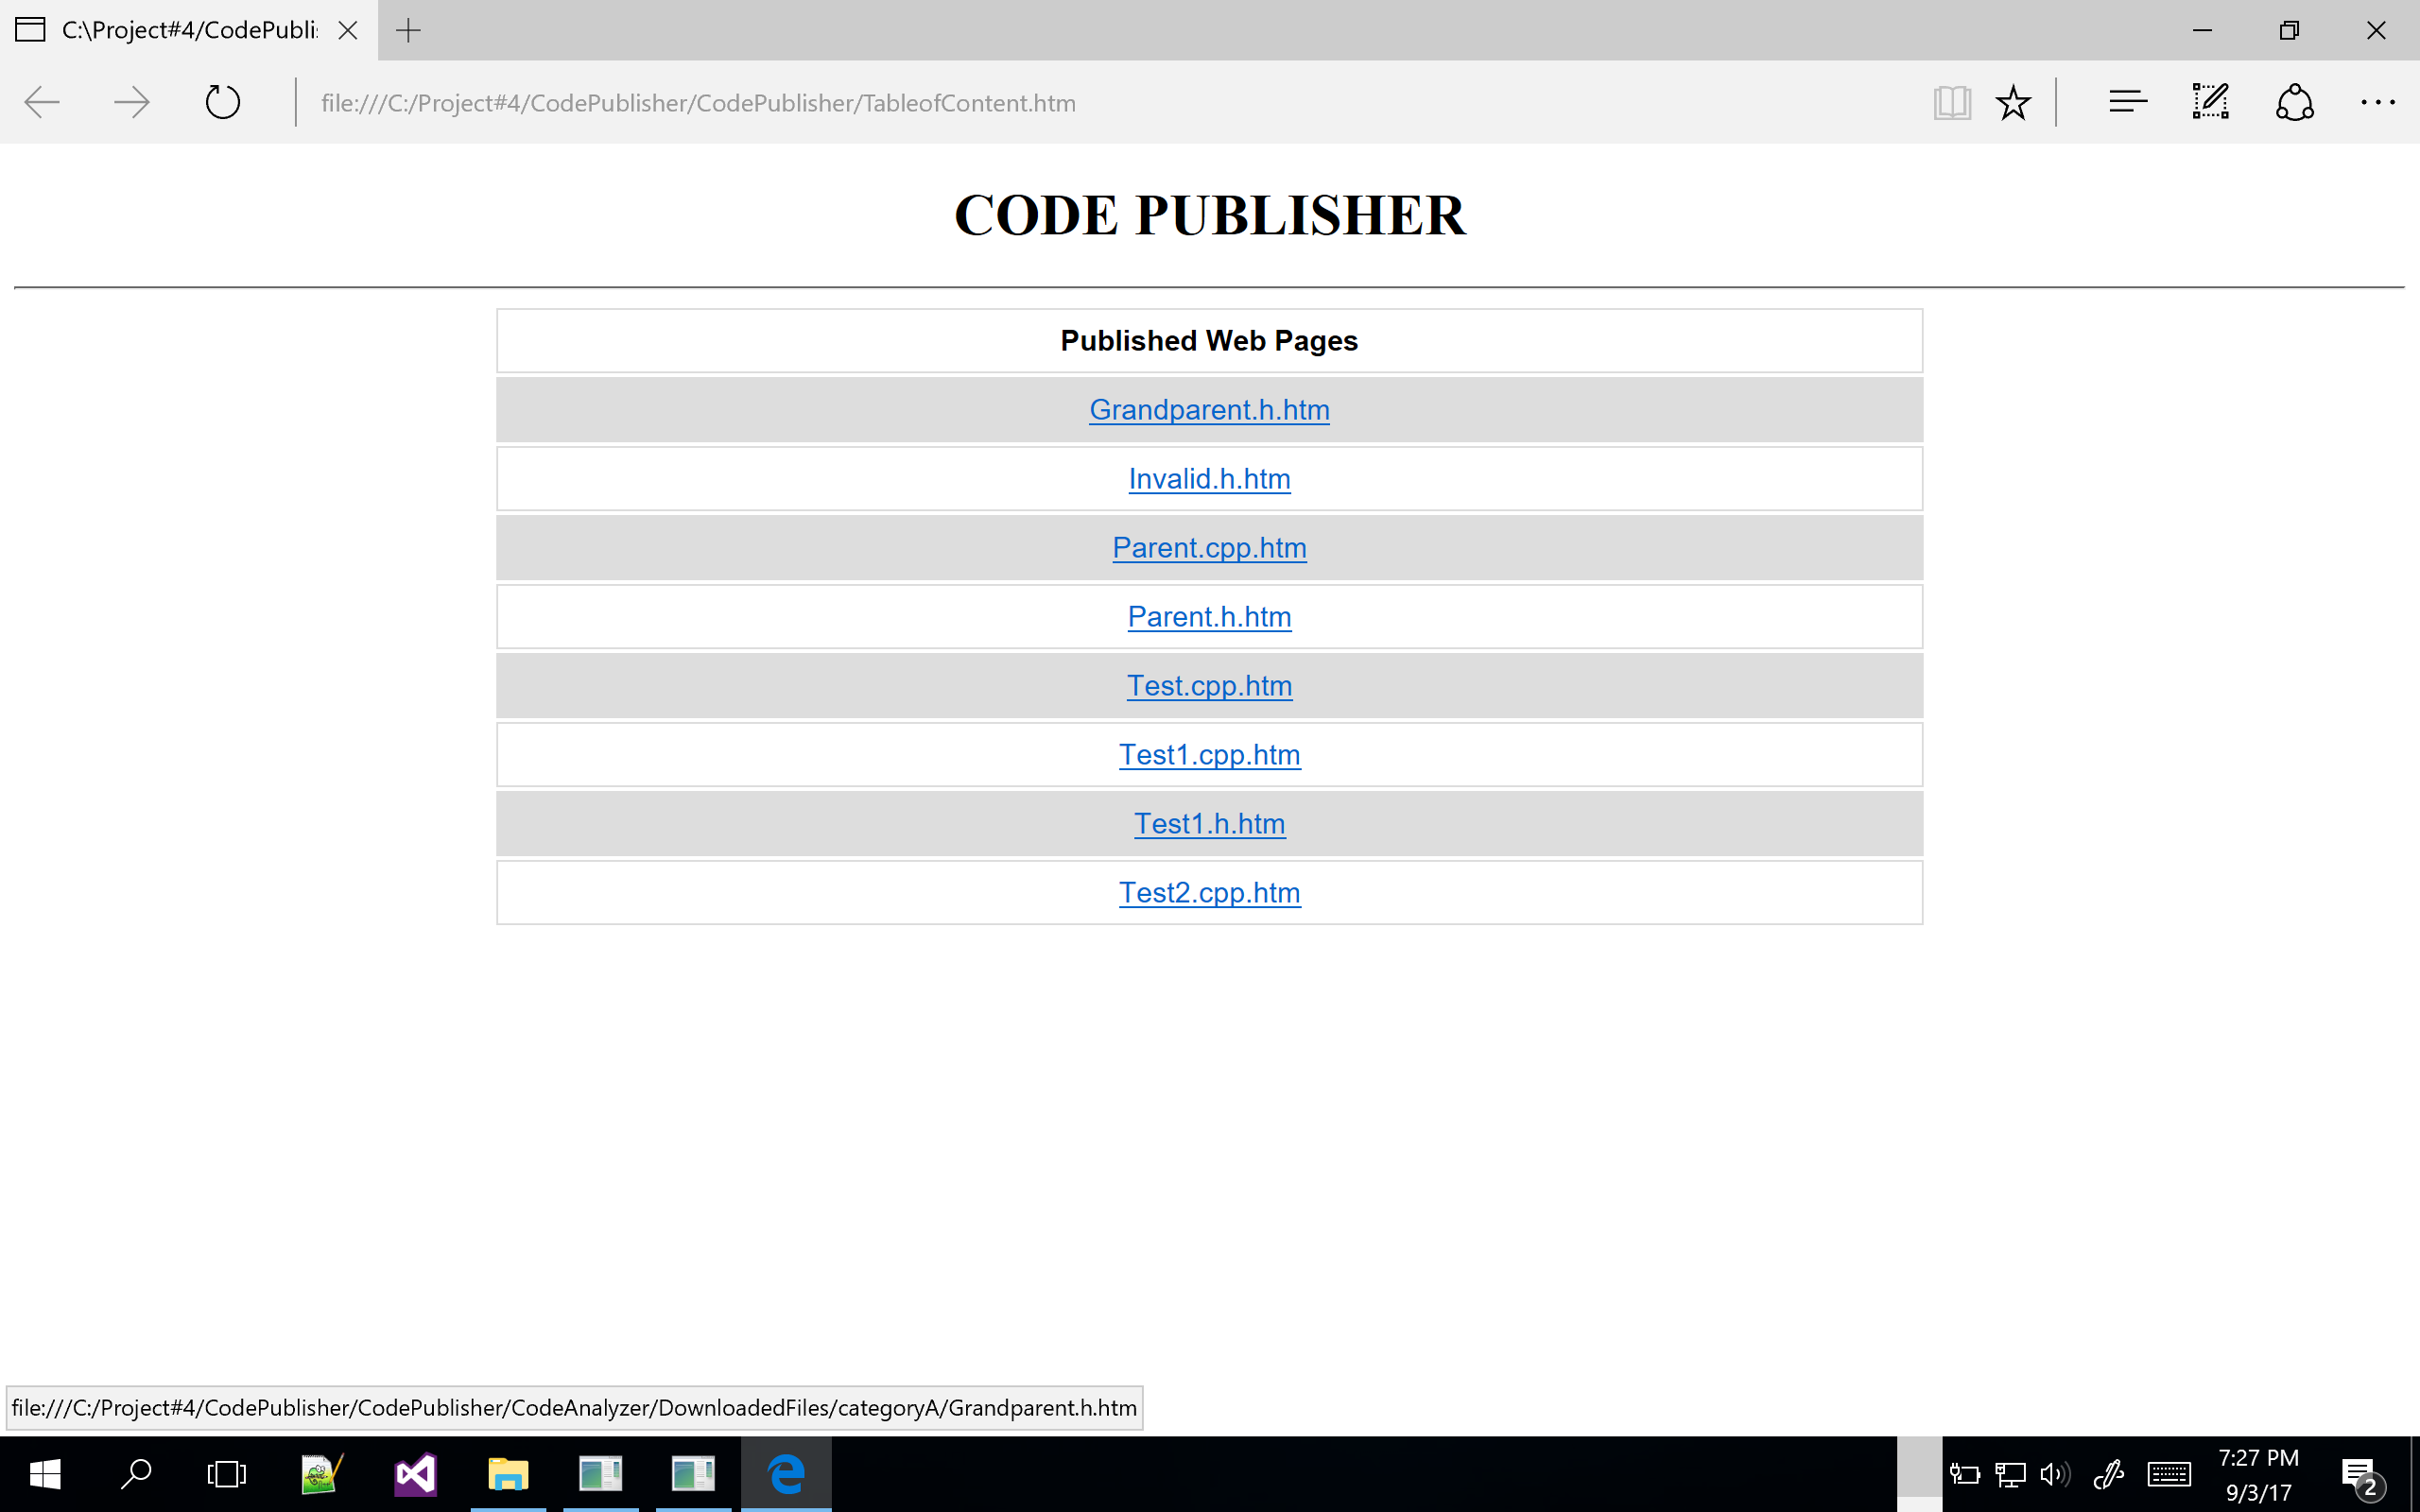 C:\Project#4/CodePubli
file:///C:/Project#4/CodePublisher/CodePublisher/TableofContent.htm
CODE PUBLISHER
Published Web Pages
Grandparent.h.htm
Invalid.h.htm
Parent.cpp.htm
Parent.h.htm
Test.cpp.htm
Test1.cpp.htm
Test1.h.htm
Test2.cpp.htm
file:///C:/Project#4/CodePublisher/CodePublisher/CodeAnalyzer/DownloadedFiles/categoryA/Grandparent.h.htm
7:27 PM
9/3/17
2